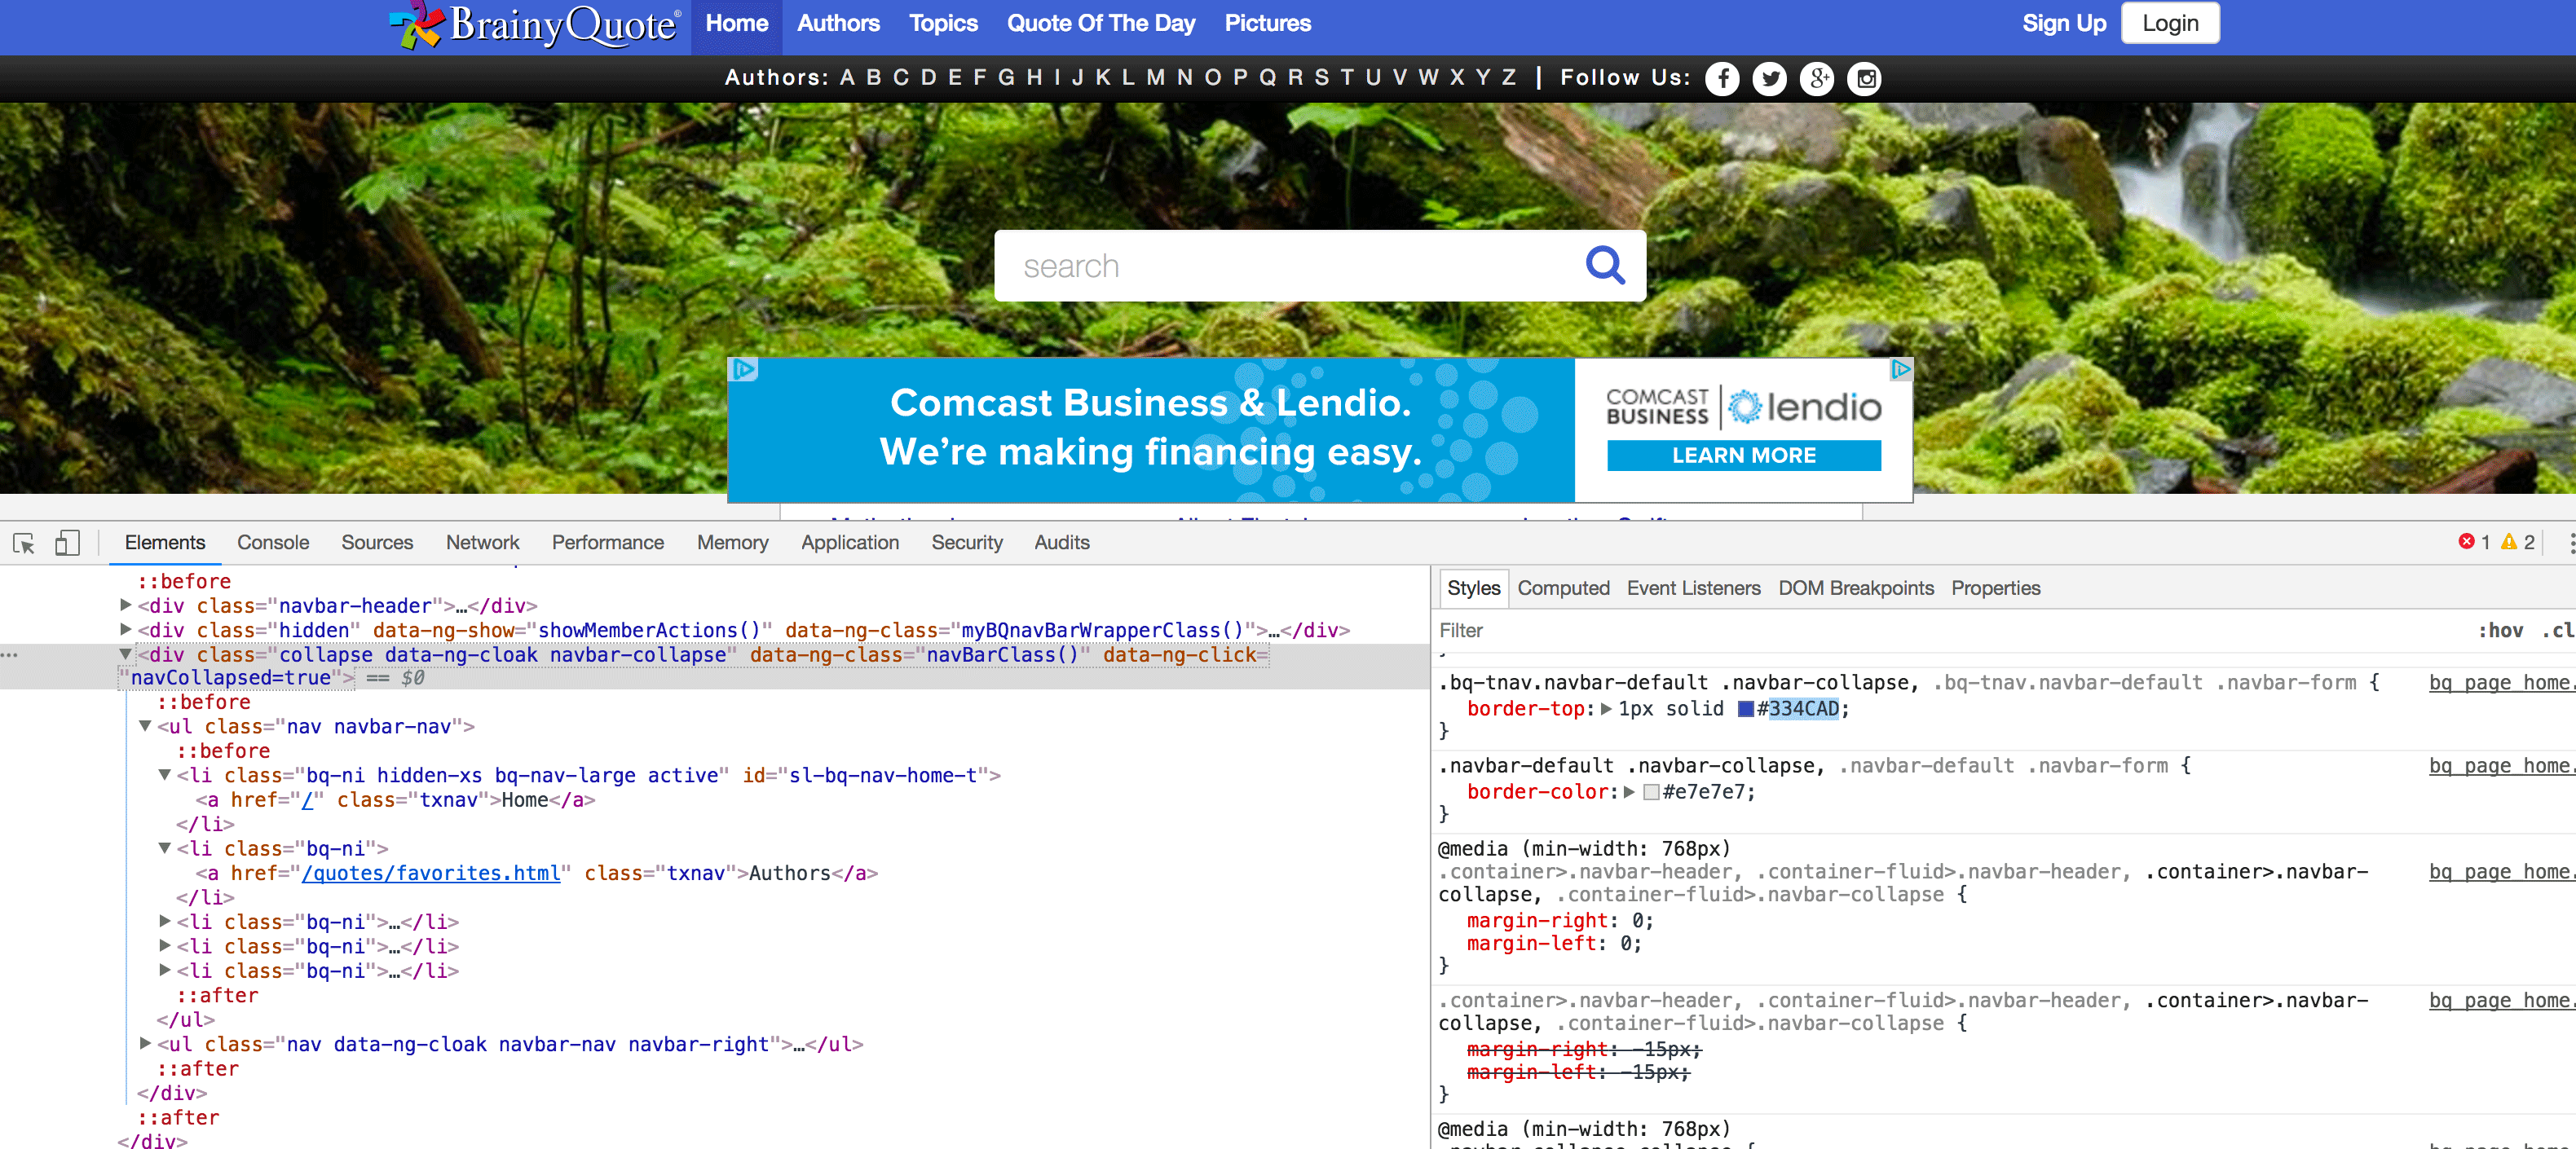 BrainyQuote® Home Authors Topics Quote Of The Day Pictures Sign Up Login
Authors: A B C D E F G H I J K L M N O P Q R S T U V W X Y Z | Follow Us:
search
Comcast Business & Lendio.
We're making financing easy.
COMCAST
BUSINESS
lendio
LEARN MORE
Elements Console Sources Network Performance Memory Application Security Audits 1 2
::before
<div class="navbar-header">…</div>
<div class="hidden" data-ng-show="showMemberActions()" data-ng-class="myBQnavBarWrapperClass()">…</div>
<div class="collapse data-ng-cloak navbar-collapse" data-ng-class="navBarClass()" data-ng-click=
"navCollapsed=true"> == $0
::before
<ul class="nav navbar-nav">
::before
<li class="bq-ni hidden-xs bq-nav-large active" id="sl-bq-nav-home-t">
<a href="/" class="txnav">Home</a>
</li>
<li class="bq-ni">
<a href="/quotes/favorites.html" class="txnav">Authors</a>
</li>
<li class="bq-ni">…</li>
<li class="bq-ni">…</li>
<li class="bq-ni">…</li>
::after
</ul>
<ul class="nav data-ng-cloak navbar-nav navbar-right">…</ul>
::after
</div>
::after
</div>
Styles Computed Event Listeners DOM Breakpoints Properties
Filter :hov .cl
.bq-tnav.navbar-default .navbar-collapse, .bq-tnav.navbar-default .navbar-form { bq_page_home.
border-top: 1px solid #334CAD;
}
.navbar-default .navbar-collapse, .navbar-default .navbar-form { bq_page_home.
border-color: #e7e7e7;
}
@media (min-width: 768px)
.container>.navbar-header, .container-fluid>.navbar-header, .container>.navbar- bq_page_home.
collapse, .container-fluid>.navbar-collapse {
margin-right: 0;
margin-left: 0;
}
.container>.navbar-header, .container-fluid>.navbar-header, .container>.navbar- bq_page_home.
collapse, .container-fluid>.navbar-collapse {
margin-right: -15px;
margin-left: -15px;
}
@media (min-width: 768px)